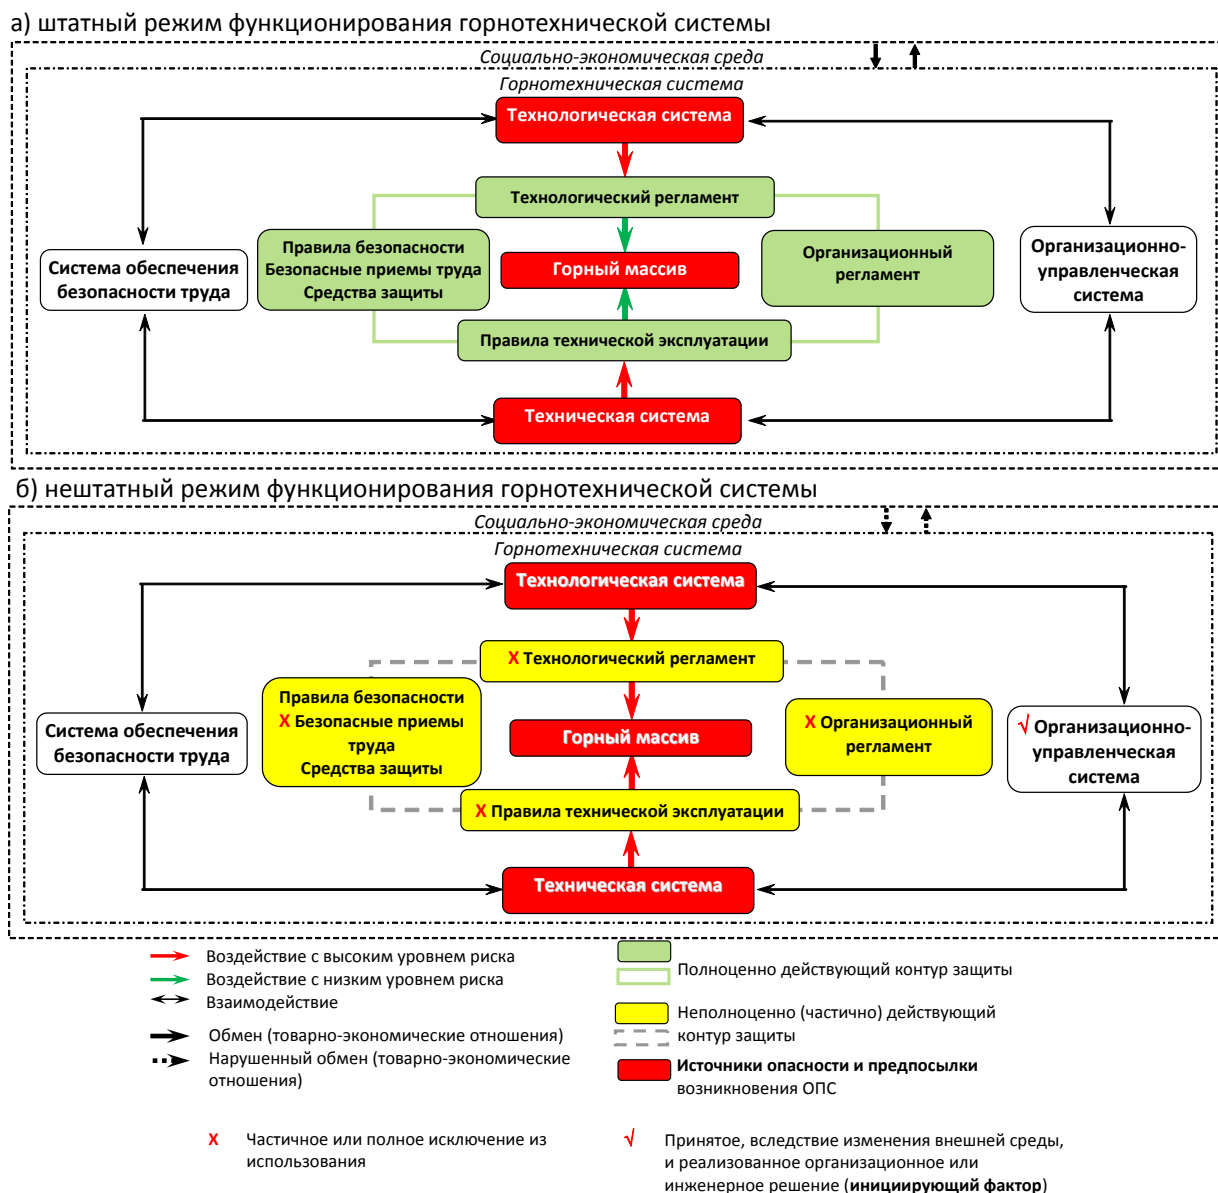 а) штатный режим функционирования горнотехнической системы
Социально-экономическая среда
Горнотехническая система
Технологическая система
Технологический регламент
Правила безопасности
Безопасные приемы труда
Средства защиты
Горный массив
Организационный
регламент
Система обеспечения
безопасности труда
Организационно-
управленческая
система
Правила технической эксплуатации
Техническая система
б) нештатный режим функционирования горнотехнической системы
Социально-экономическая среда
Горнотехническая система
Технологическая система
X Технологический регламент
Правила безопасности
X Безопасные приемы
труда
Средства защиты
Горный массив
X Организационный
регламент
Система обеспечения
безопасности труда
√ Организационно-
управленческая
система
X Правила технической эксплуатации
Техническая система
Воздействие с высоким уровнем риска
Воздействие с низким уровнем риска
Взаимодействие
Обмен (товарно-экономические отношения)
Нарушенный обмен (товарно-экономические
отношения)
Полноценно действующий контур защиты
Неполноценно (частично) действующий
контур защиты
Источники опасности и предпосылки
возникновения ОПС
X Частичное или полное исключение из
использования
√ Принятое, вследствие изменения внешней среды,
и реализованное организационное или
инженерное решение (инициирующий фактор)